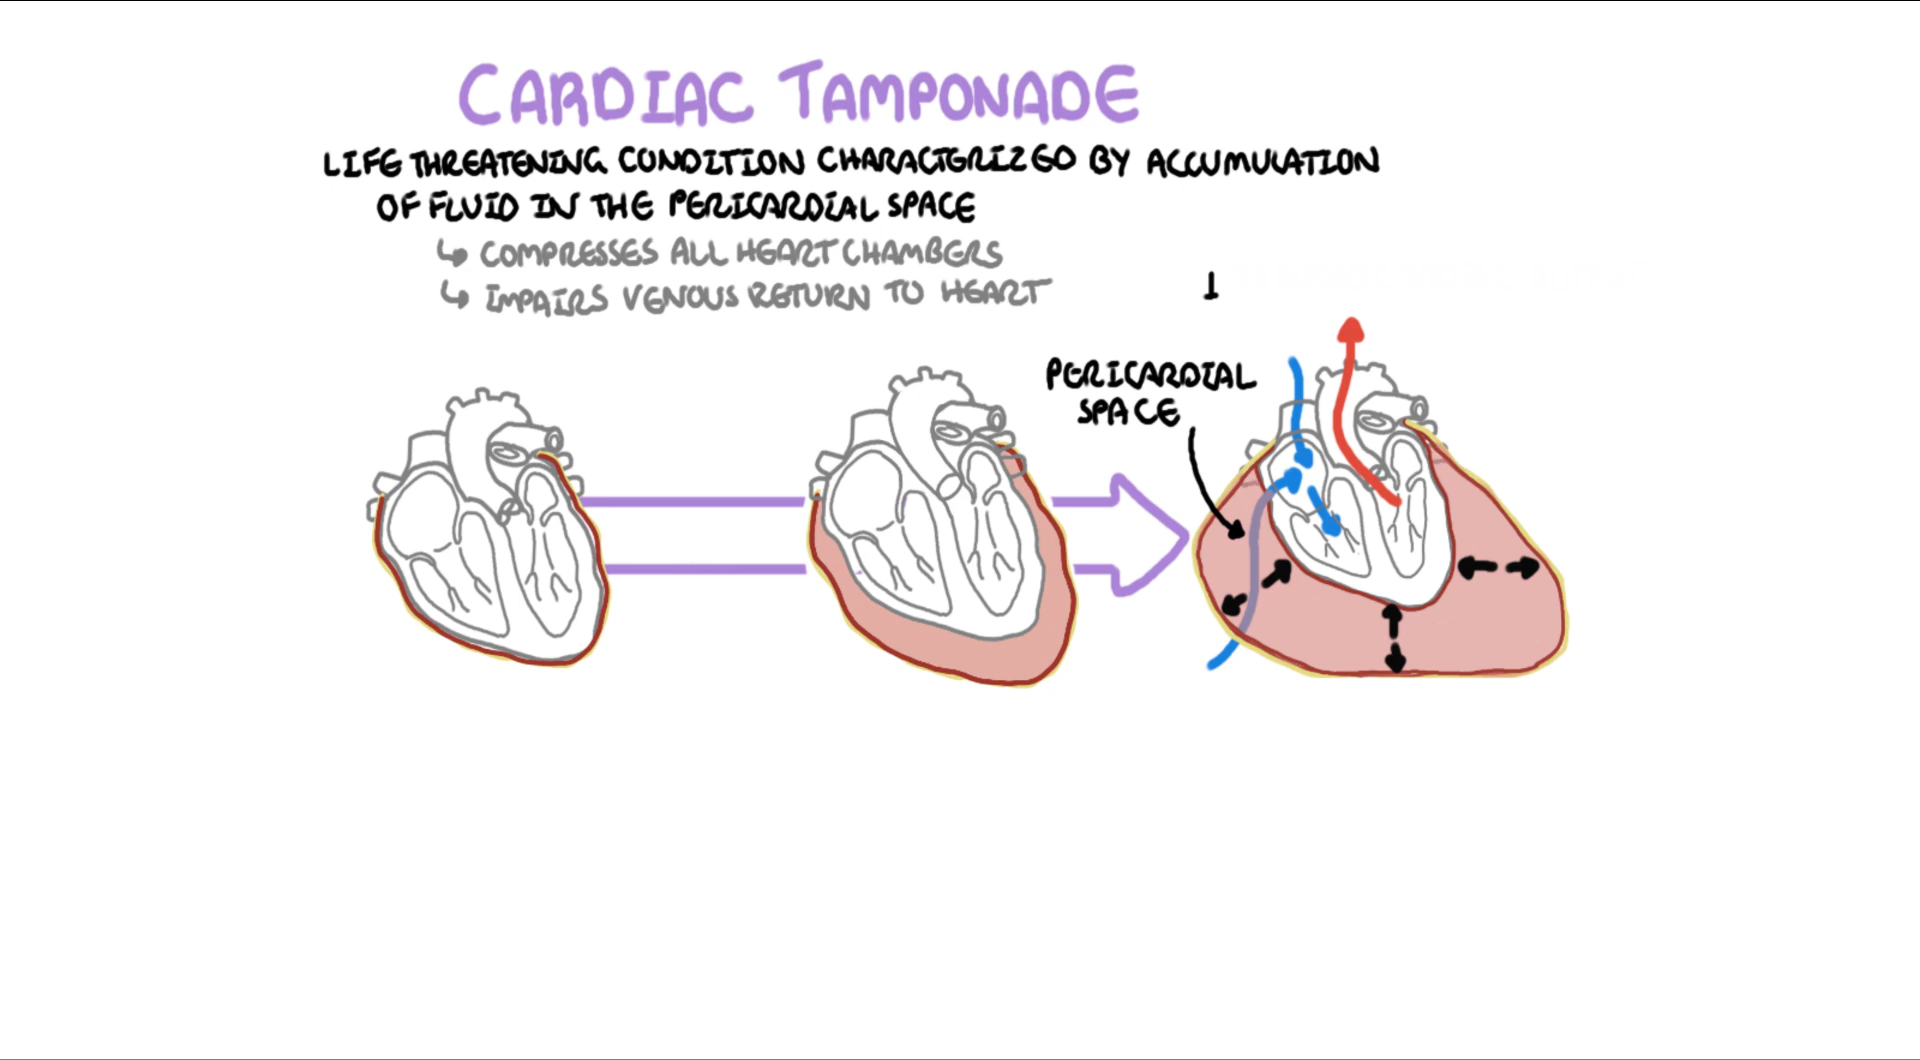 CARDIAC TAMPONADE
LIFE THREATENING CONDITION CHARACTERIZED BY ACCUMULATION
OF FLUID IN THE PERICARDIAL SPACE
↳ COMPRESSES ALL HEART CHAMBERS
↳ IMPAIRS VENOUS RETURN TO HEART
PERICARDIAL
SPACE